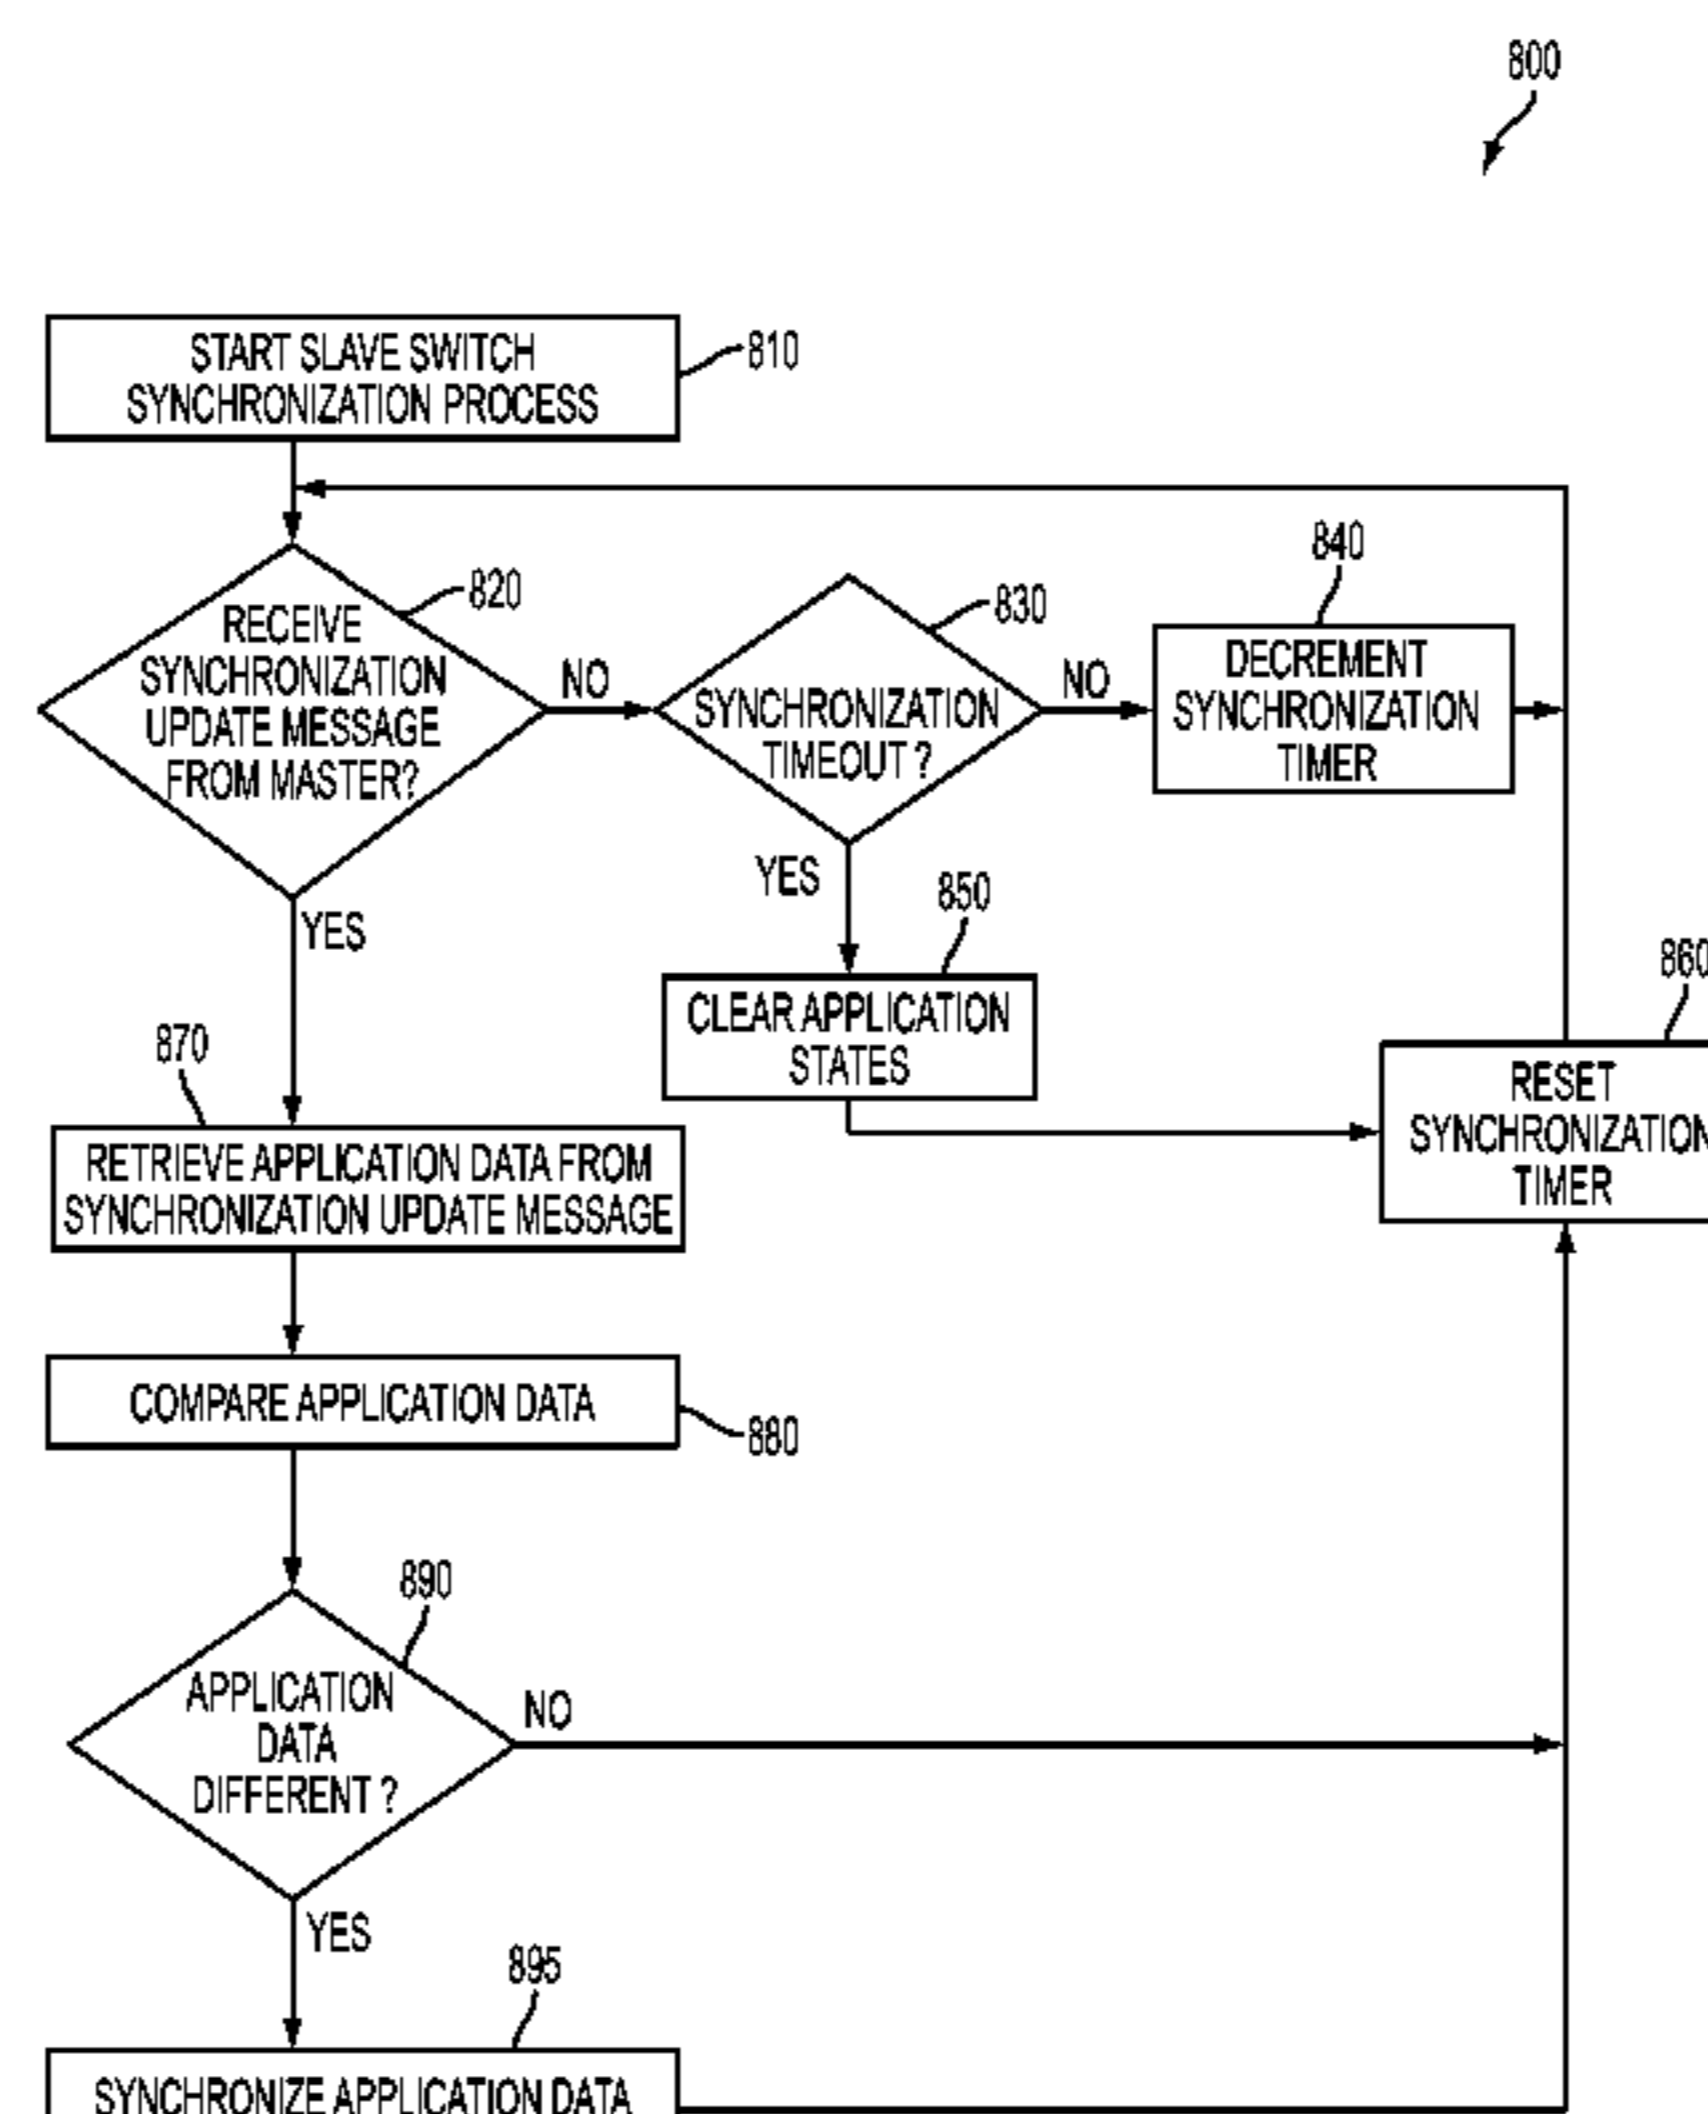 800
START SLAVE SWITCH
SYNCHRONIZATION PROCESS
810
RECEIVE
SYNCHRONIZATION
UPDATE MESSAGE
FROM MASTER?
820
NO
YES
SYNCHRONIZATION
TIMEOUT ?
830
NO
YES
840
DECREMENT
SYNCHRONIZATION
TIMER
850
CLEAR APPLICATION
STATES
860
RESET
SYNCHRONIZATION
TIMER
870
RETRIEVE APPLICATION DATA FROM
SYNCHRONIZATION UPDATE MESSAGE
COMPARE APPLICATION DATA
880
890
APPLICATION
DATA
DIFFERENT ?
NO
YES
895
SYNCHRONIZE APPLICATION DATA